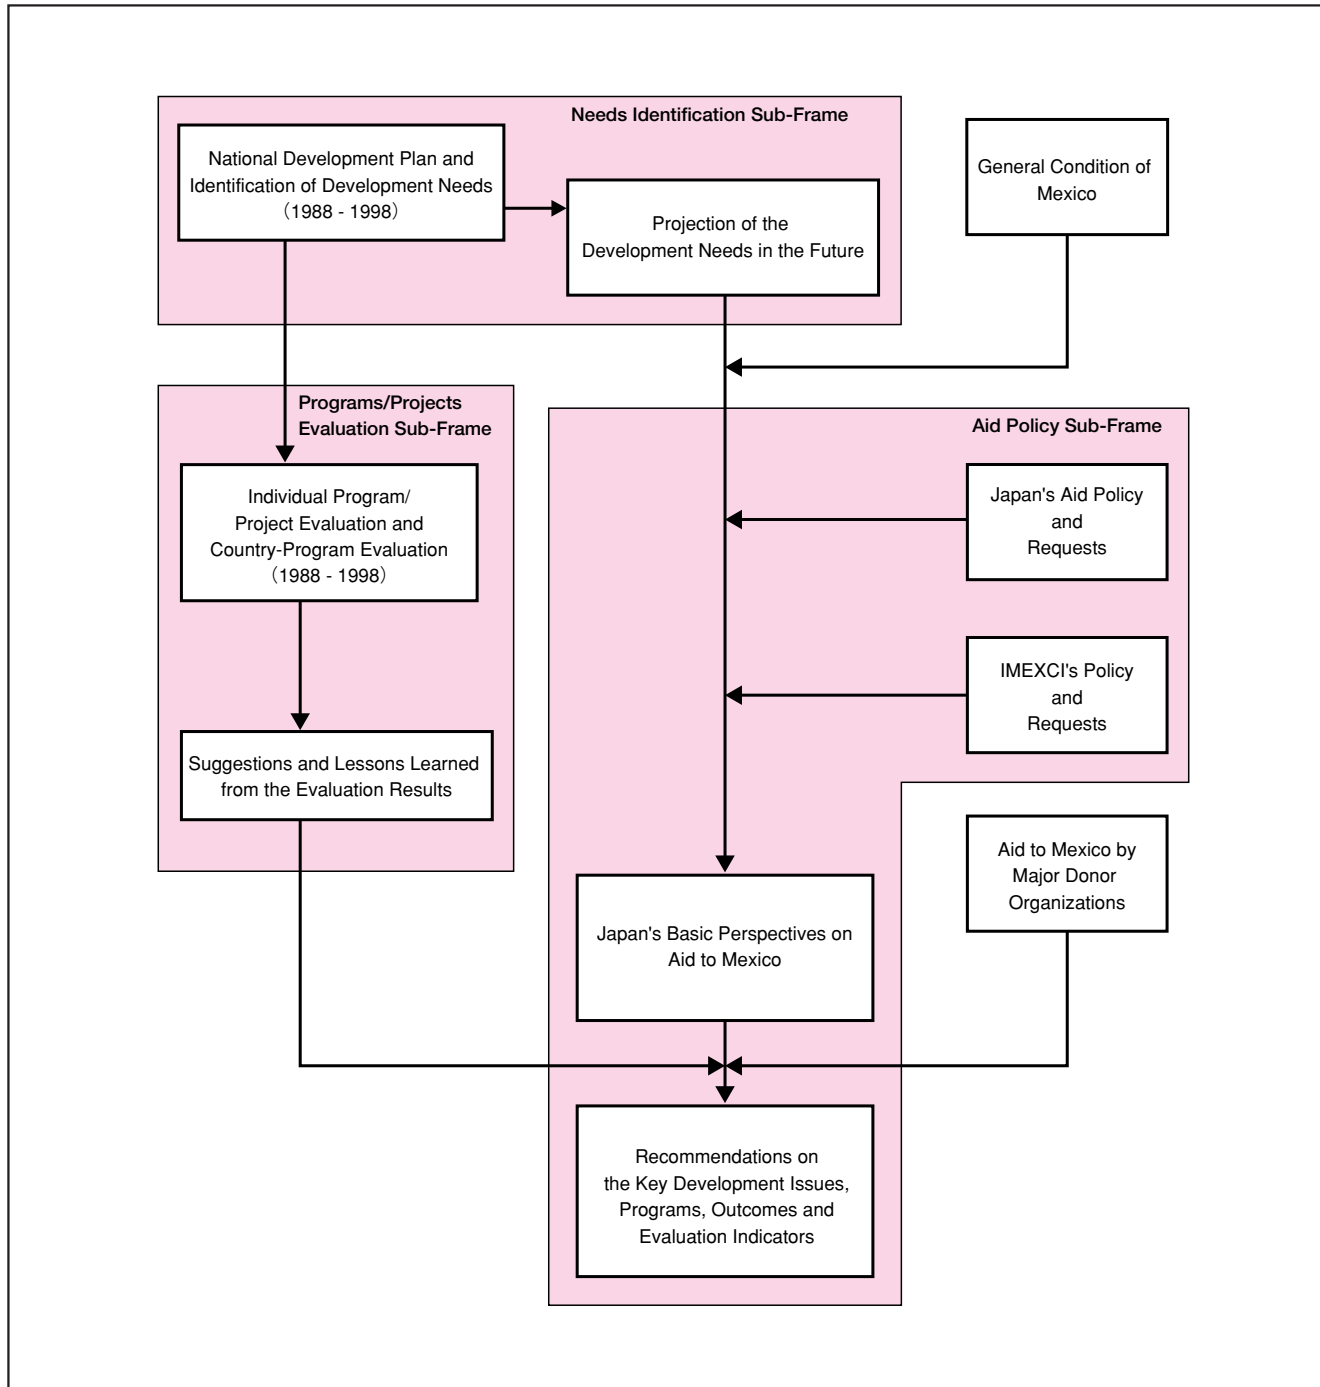 Needs Identification Sub-Frame
National Development Plan and
Identification of Development Needs
（1988 - 1998）
Projection of the
Development Needs in the Future
General Condition of
Mexico
Programs/Projects
Evaluation Sub-Frame
Individual Program/
Project Evaluation and
Country-Program Evaluation
（1988 - 1998）
Suggestions and Lessons Learned
from the Evaluation Results
Aid Policy Sub-Frame
Japan's Aid Policy
and
Requests
IMEXCI's Policy
and
Requests
Aid to Mexico by
Major Donor
Organizations
Japan's Basic Perspectives on
Aid to Mexico
Recommendations on
the Key Development Issues,
Programs, Outcomes and
Evaluation Indicators